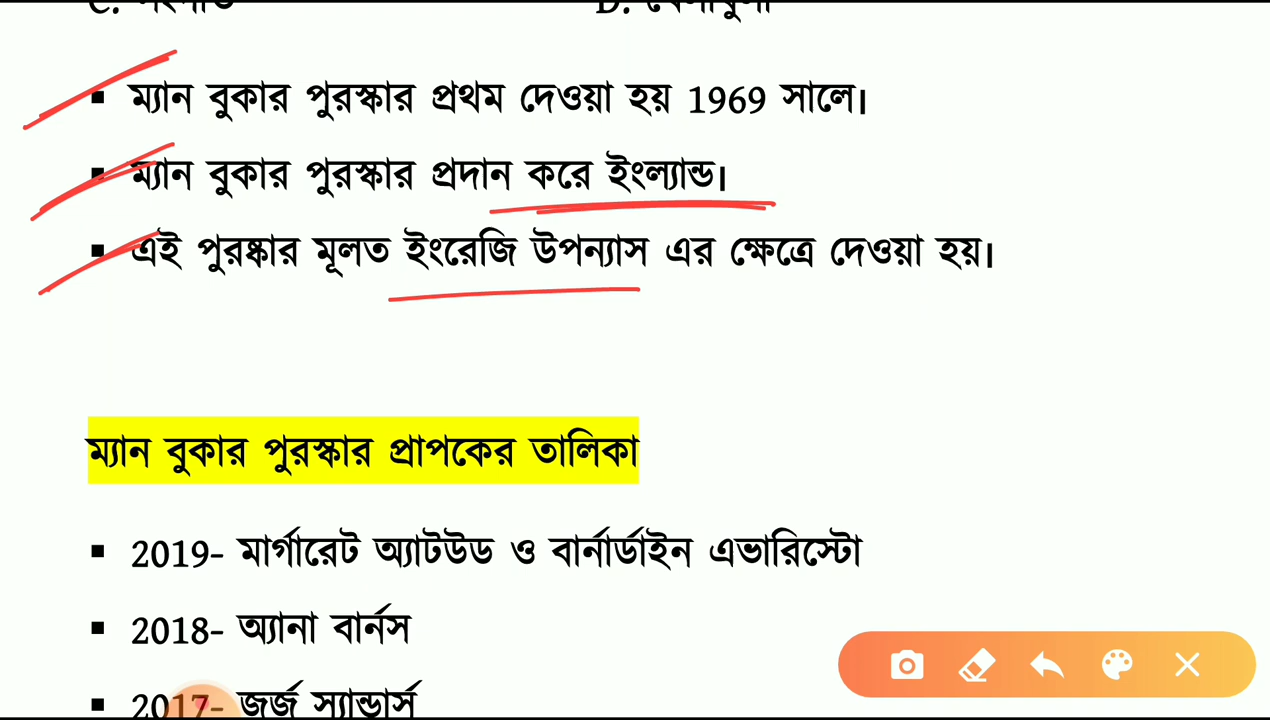 C. সংগীত D. খেলাধুলা
▪ ম্যান বুকার পুরস্কার প্রথম দেওয়া হয় 1969 সালে।
▪ ম্যান বুকার পুরস্কার প্রদান করে ইংল্যান্ড।
▪ এই পুরষ্কার মূলত ইংরেজি উপন্যাস এর ক্ষেত্রে দেওয়া হয়।
ম্যান বুকার পুরস্কার প্রাপকের তালিকা
▪ 2019- মার্গারেট অ্যাটউড ও বার্নার্ডাইন এভারিস্টো
▪ 2018- অ্যানা বার্নস
▪ 2017- জর্জ স্যান্ডার্স